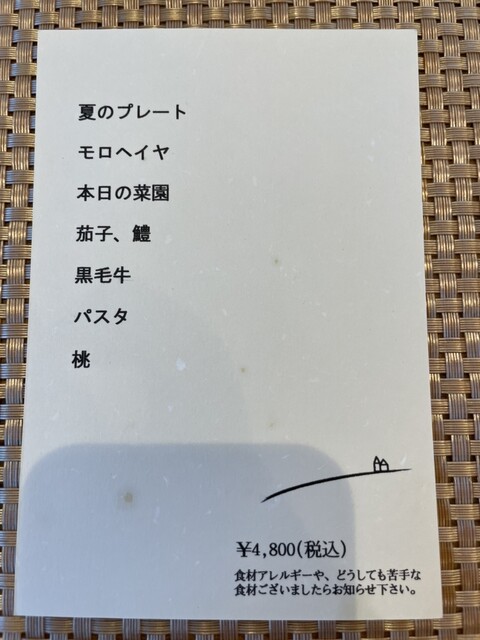 夏のプレート
モロヘイヤ
本日の菜園
茄子、鱧
黒毛牛
パスタ
桃
¥4,800(税込)
食材アレルギーや、どうしても苦手な
食材ございましたらお知らせ下さい。